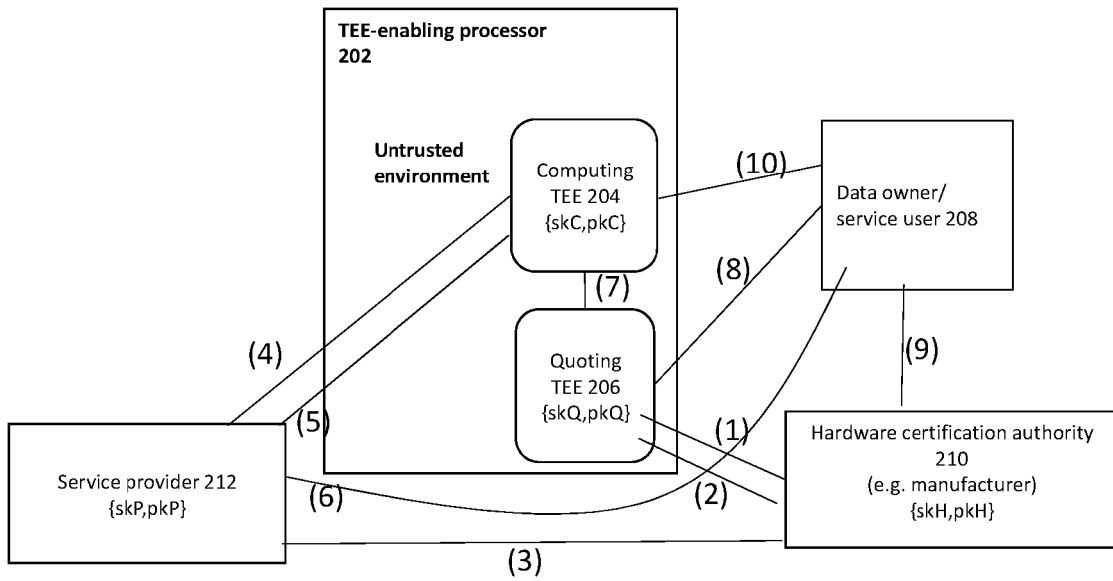 TEE-enabling processor
202
Untrusted
environment
Computing
TEE 204
{skC,pkC}
(10)
Data owner/
service user 208
(7)
(8)
(9)
(4)
(5)
Quoting
TEE 206
{skQ,pkQ}
(1)
(2)
Hardware certification authority
210
(e.g. manufacturer)
{skH,pkH}
Service provider 212
{skP,pkP}
(6)
(3)